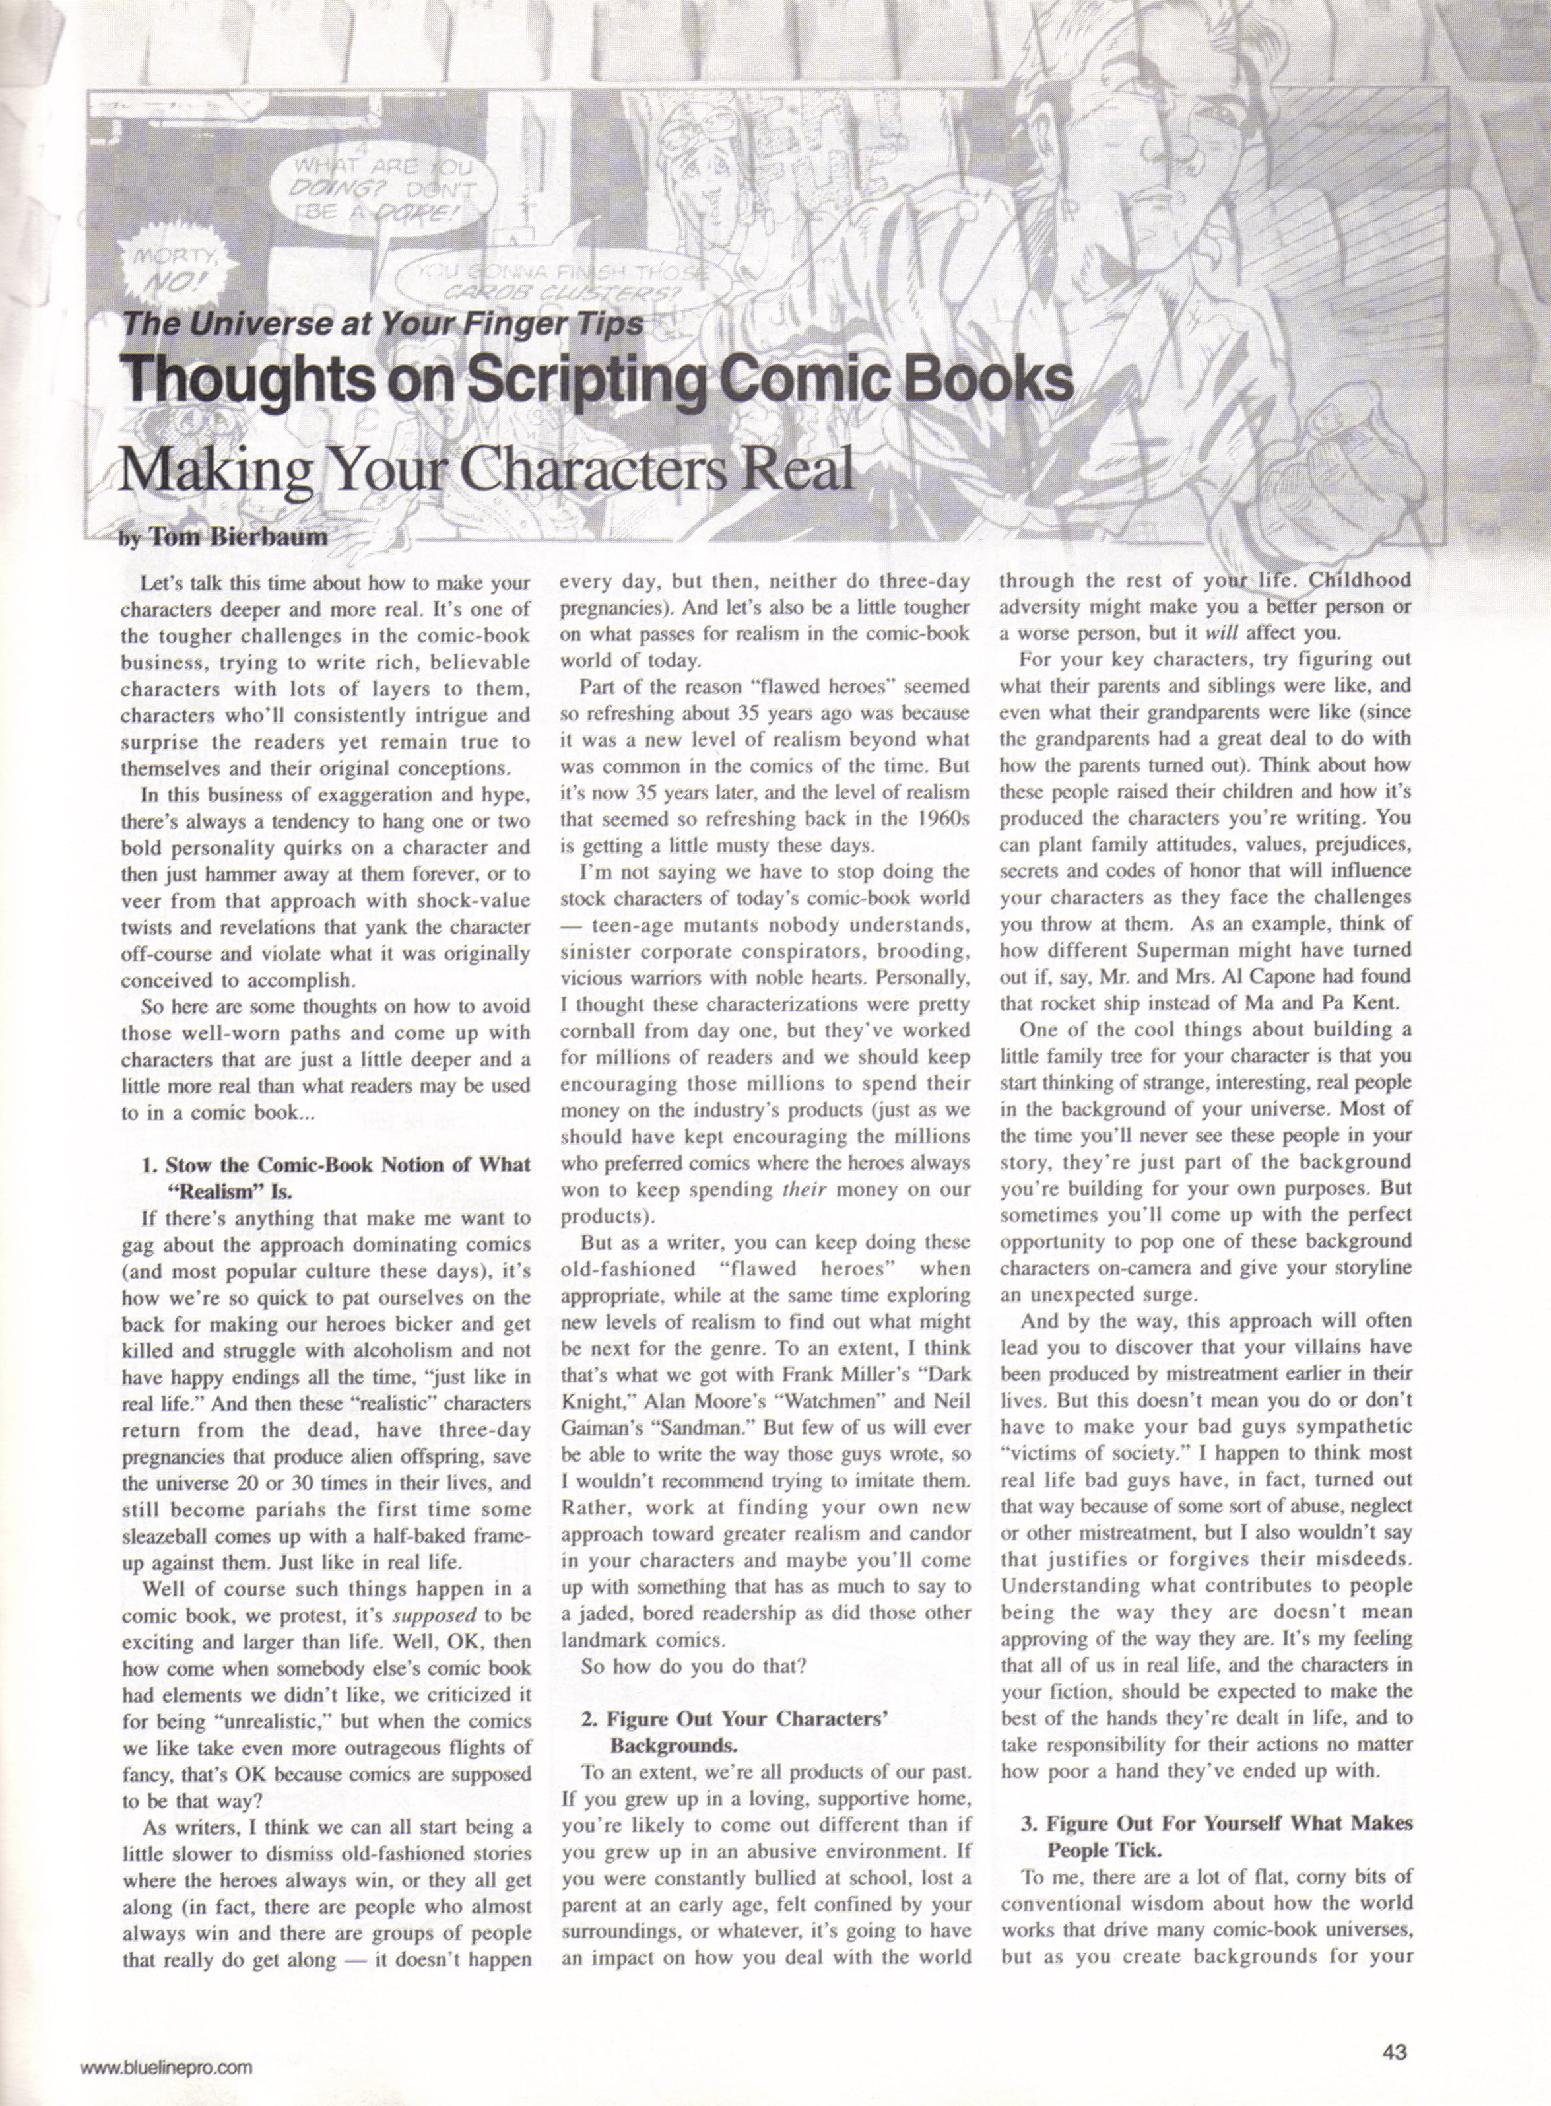 WHAT ARE YOU
DOING? DON'T
BE A DOPE!
MORTY,
NO!
YOU GONNA FINISH THOSE
CAROB CLUSTERS?
The Universe at Your Finger Tips
Thoughts on Scripting Comic Books
Making Your Characters Real
by Tom Bierbaum
Let's talk this time about how to make your
characters deeper and more real. It's one of
the tougher challenges in the comic-book
business, trying to write rich, believable
characters with lots of layers to them,
characters who'll consistently intrigue and
surprise the readers yet remain true to
themselves and their original conceptions.
In this business of exaggeration and hype,
there's always a tendency to hang one or two
bold personality quirks on a character and
then just hammer away at them forever, or to
veer from that approach with shock-value
twists and revelations that yank the character
off-course and violate what it was originally
conceived to accomplish.
So here are some thoughts on how to avoid
those well-worn paths and come up with
characters that are just a little deeper and a
little more real than what readers may be used
to in a comic book...
1. Stow the Comic-Book Notion of What
“Realism” Is.
If there's anything that make me want to
gag about the approach dominating comics
(and most popular culture these days), it's
how we're so quick to pat ourselves on the
back for making our heroes bicker and get
killed and struggle with alcoholism and not
have happy endings all the time, “just like in
real life.” And then these “realistic” characters
return from the dead, have three-day
pregnancies that produce alien offspring, save
the universe 20 or 30 times in their lives, and
still become pariahs the first time some
sleazeball comes up with a half-baked frame-
up against them. Just like in real life.
Well of course such things happen in a
comic book, we protest, it's supposed to be
exciting and larger than life. Well, OK, then
how come when somebody else's comic book
had elements we didn't like, we criticized it
for being “unrealistic,” but when the comics
we like take even more outrageous flights of
fancy, that's OK because comics are supposed
to be that way?
As writers, I think we can all start being a
little slower to dismiss old-fashioned stories
where the heroes always win, or they all get
along (in fact, there are people who almost
always win and there are groups of people
that really do get along — it doesn't happen
every day, but then, neither do three-day
pregnancies). And let's also be a little tougher
on what passes for realism in the comic-book
world of today.
Part of the reason “flawed heroes” seemed
so refreshing about 35 years ago was because
it was a new level of realism beyond what
was common in the comics of the time. But
it's now 35 years later, and the level of realism
that seemed so refreshing back in the 1960s
is getting a little musty these days.
I'm not saying we have to stop doing the
stock characters of today's comic-book world
— teen-age mutants nobody understands,
sinister corporate conspirators, brooding,
vicious warriors with noble hearts. Personally,
I thought these characterizations were pretty
cornball from day one, but they've worked
for millions of readers and we should keep
encouraging those millions to spend their
money on the industry's products (just as we
should have kept encouraging the millions
who preferred comics where the heroes always
won to keep spending their money on our
products).
But as a writer, you can keep doing these
old-fashioned “flawed heroes” when
appropriate, while at the same time exploring
new levels of realism to find out what might
be next for the genre. To an extent, I think
that's what we got with Frank Miller's “Dark
Knight,” Alan Moore's “Watchmen” and Neil
Gaiman's “Sandman.” But few of us will ever
be able to write the way those guys wrote, so
I wouldn't recommend trying to imitate them.
Rather, work at finding your own new
approach toward greater realism and candor
in your characters and maybe you'll come
up with something that has as much to say to
a jaded, bored readership as did those other
landmark comics.
So how do you do that?
2. Figure Out Your Characters'
Backgrounds.
To an extent, we're all products of our past.
If you grew up in a loving, supportive home,
you're likely to come out different than if
you grew up in an abusive environment. If
you were constantly bullied at school, lost a
parent at an early age, felt confined by your
surroundings, or whatever, it's going to have
an impact on how you deal with the world
through the rest of your life. Childhood
adversity might make you a better person or
a worse person, but it will affect you.
For your key characters, try figuring out
what their parents and siblings were like, and
even what their grandparents were like (since
the grandparents had a great deal to do with
how the parents turned out). Think about how
these people raised their children and how it's
produced the characters you're writing. You
can plant family attitudes, values, prejudices,
secrets and codes of honor that will influence
your characters as they face the challenges
you throw at them. As an example, think of
how different Superman might have turned
out if, say, Mr. and Mrs. Al Capone had found
that rocket ship instead of Ma and Pa Kent.
One of the cool things about building a
little family tree for your character is that you
start thinking of strange, interesting, real people
in the background of your universe. Most of
the time you'll never see these people in your
story, they're just part of the background
you're building for your own purposes. But
sometimes you'll come up with the perfect
opportunity to pop one of these background
characters on-camera and give your storyline
an unexpected surge.
And by the way, this approach will often
lead you to discover that your villains have
been produced by mistreatment earlier in their
lives. But this doesn't mean you do or don't
have to make your bad guys sympathetic
“victims of society.” I happen to think most
real life bad guys have, in fact, turned out
that way because of some sort of abuse, neglect
or other mistreatment, but I also wouldn't say
that justifies or forgives their misdeeds.
Understanding what contributes to people
being the way they are doesn't mean
approving of the way they are. It's my feeling
that all of us in real life, and the characters in
your fiction, should be expected to make the
best of the hands they're dealt in life, and to
take responsibility for their actions no matter
how poor a hand they've ended up with.
3. Figure Out For Yourself What Makes
People Tick.
To me, there are a lot of flat, corny bits of
conventional wisdom about how the world
works that drive many comic-book universes,
but as you create backgrounds for your
www.bluelinepro.com
43